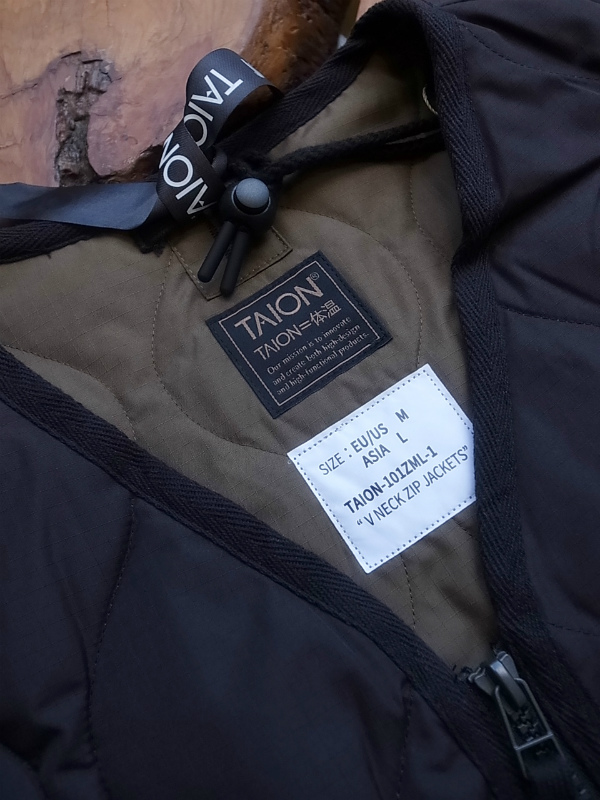 TAION
TAION
TAION®
TAION=体温
Our mission is to innovate
and create both high-design
and high-functional products.
SIZE : EU/US M
ASIA L
TAION-101ZML-1
“V NECK ZIP JACKETS”